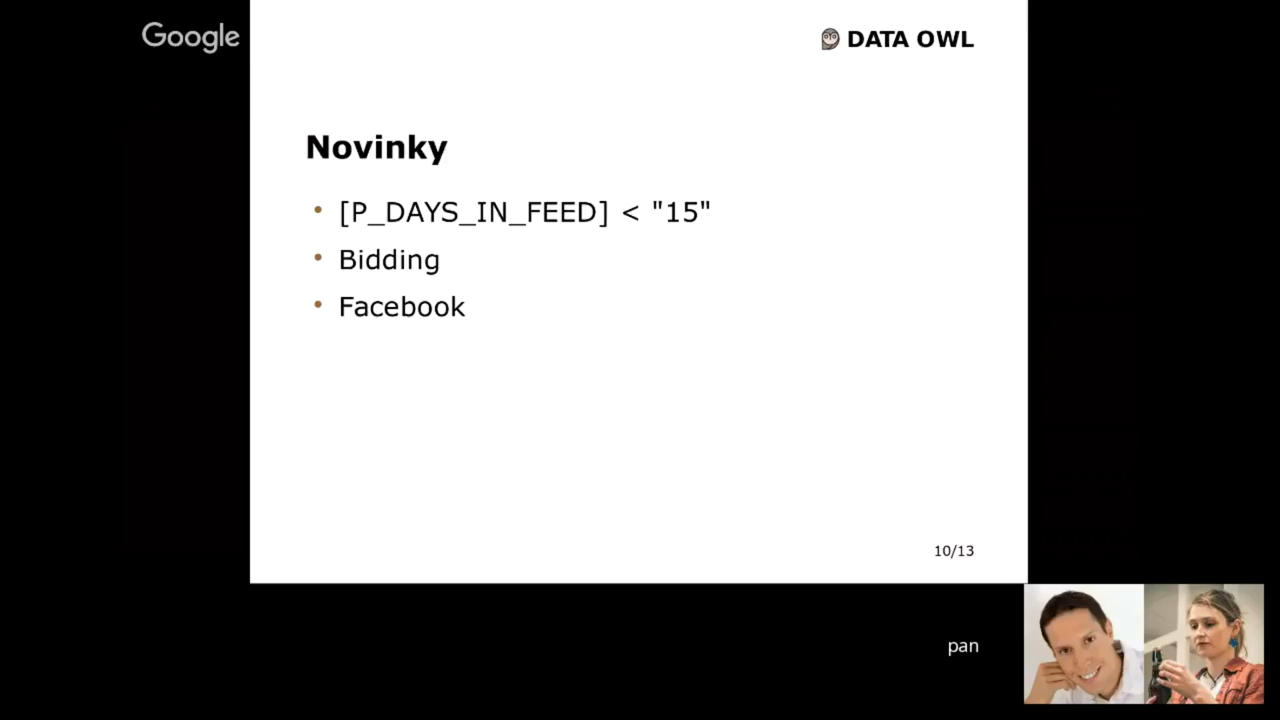 Google
DATA OWL
Novinky
• [P_DAYS_IN_FEED] < "15"
• Bidding
• Facebook
10/13
pan